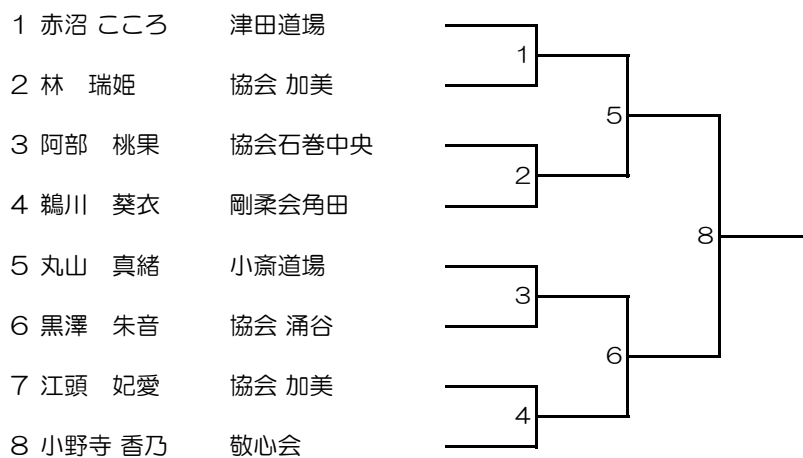 1 赤沼 こころ 津田道場
1
2 林 瑞姫 協会 加美
5
3 阿部 桃果 協会石巻中央
2
4 鵜川 葵衣 剛柔会角田
8
5 丸山 真緒 小斎道場
3
6 黒澤 朱音 協会 涌谷
6
7 江頭 妃愛 協会 加美
4
8 小野寺 香乃 敬心会